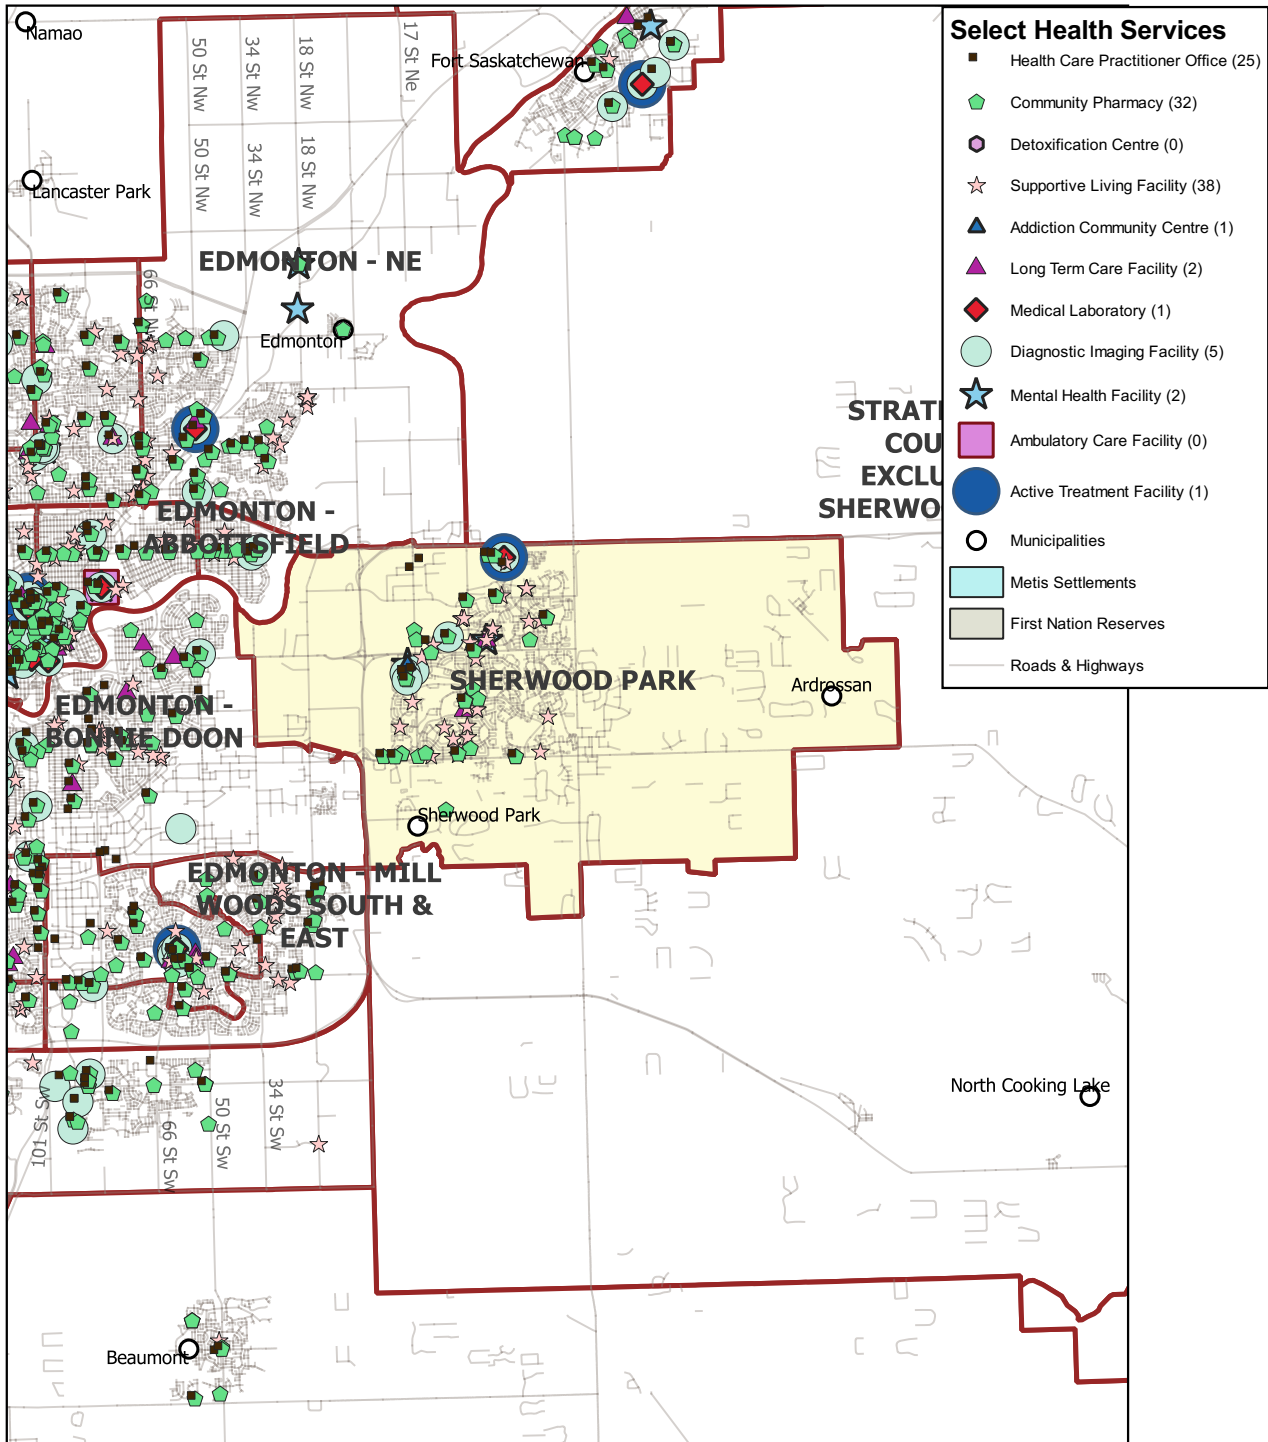 Namao
50 St Nw
34 St Nw
18 St Nw
17 St Ne
Fort Saskatchewan
50 St Nw
34 St Nw
18 St Nw
Lancaster Park
EDMONTON - NE
66 St Nw
Edmonton
EDMONTON -
ABBOTTSFIELD
SHERWOOD PARK
Ardrossan
EDMONTON -
BONNIE DOON
Sherwood Park
EDMONTON - MILL
WOODS SOUTH &
EAST
North Cooking Lake
101 St Sw
66 St Sw
50 St Sw
34 St Sw
Beaumont
STRATI
COU
EXCLU
SHERWO
Select Health Services
Health Care Practitioner Office (25)
Community Pharmacy (32)
Detoxification Centre (0)
Supportive Living Facility (38)
Addiction Community Centre (1)
Long Term Care Facility (2)
Medical Laboratory (1)
Diagnostic Imaging Facility (5)
Mental Health Facility (2)
Ambulatory Care Facility (0)
Active Treatment Facility (1)
Municipalities
Metis Settlements
First Nation Reserves
Roads & Highways